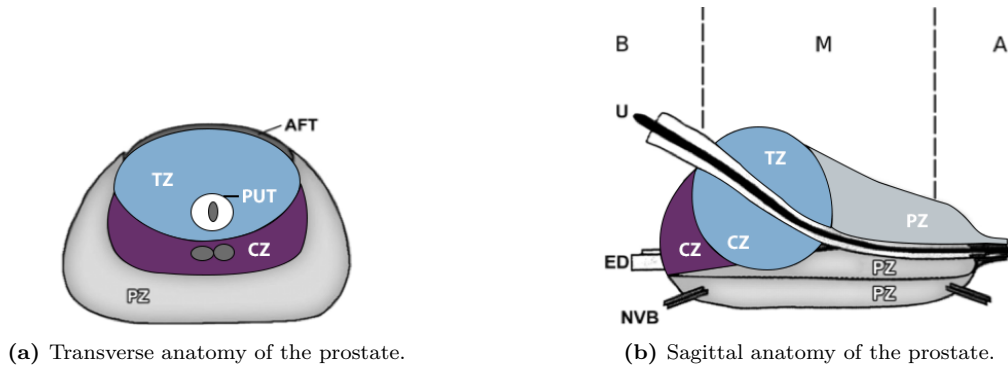 AFT
TZ
PUT
CZ
PZ
(a) Transverse anatomy of the prostate.
B M A
U
TZ
PZ
CZ CZ
ED
PZ
PZ
NVB
(b) Sagittal anatomy of the prostate.